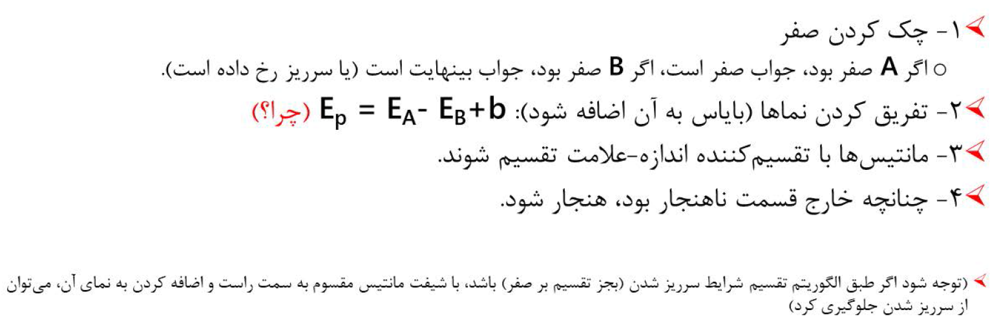 ۱- چک کردن صفر
اگر A صفر بود، جواب صفر است، اگر B صفر بود، جواب بینهایت است (یا سرریز رخ داده است).
۲- تفریق کردن نماها (بایاس به آن اضافه شود): Ep = EA- EB+b (چرا؟)
۳- مانتیس‌ها با تقسیم‌کننده اندازه-علامت تقسیم شوند.
۴- چنانچه خارج قسمت ناهنجار بود، هنجار شود.
(توجه شود اگر طبق الگوریتم تقسیم شرایط سرریز شدن (بجز تقسیم بر صفر) باشد، با شیفت مانتیس مقسوم به سمت راست و اضافه کردن به نمای آن، می‌توان
از سرریز شدن جلوگیری کرد)